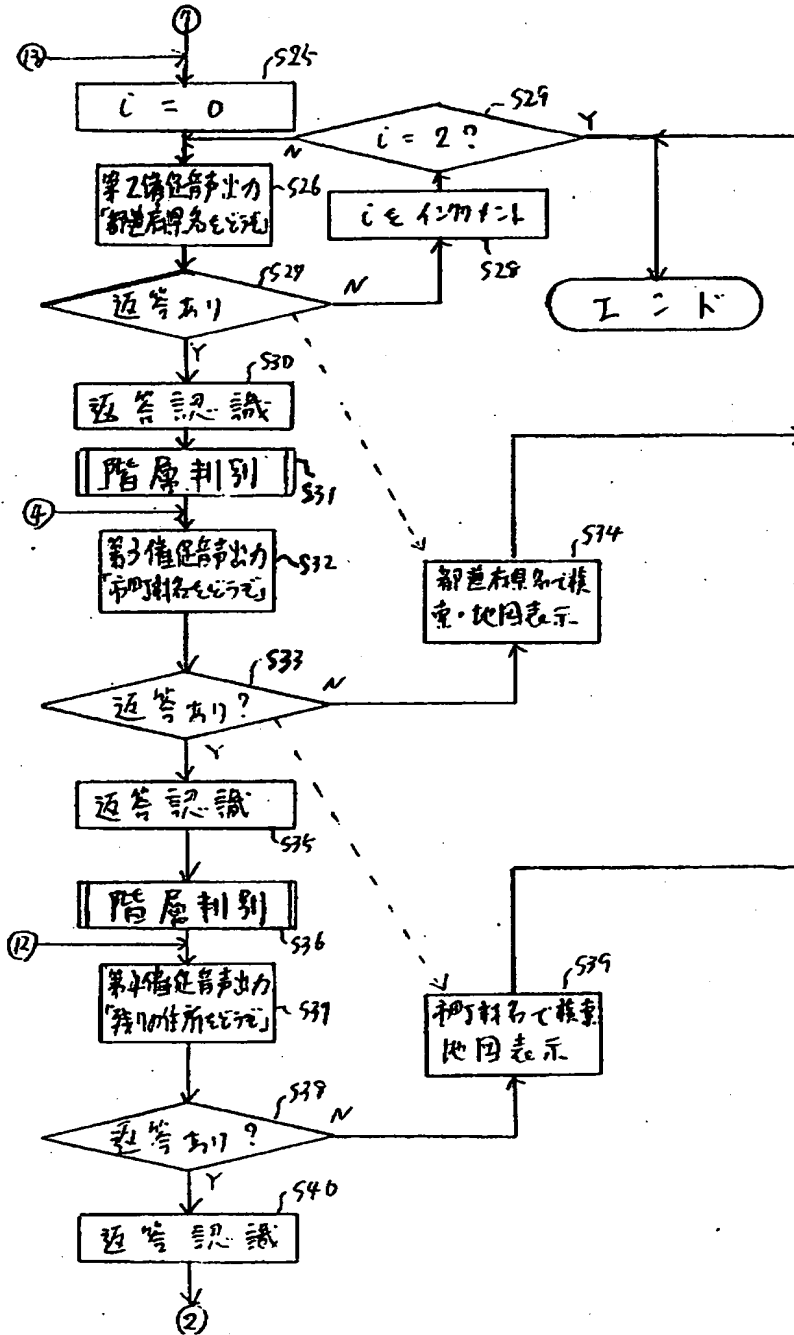 ⑦
⑬
S25
i = 0
S29
i = 2?
Y
N
第2催促音声出力
「都道府県名をどうぞ」
S26
iをインクリメント
S28
S27
返答あり
N
Y
エンド
S30
返答認識
階層判別
S31
④
第3催促音声出力
「市町村名をどうぞ」
S32
S34
都道府県名で検
索・地図表示
S33
返答あり?
N
Y
返答認識
S35
階層判別
S36
⑫
第4催促音声出力
「残りの住所をどうぞ」
S37
S39
市町村名で検索
地図表示
S38
返答あり?
N
Y
S40
返答認識
②